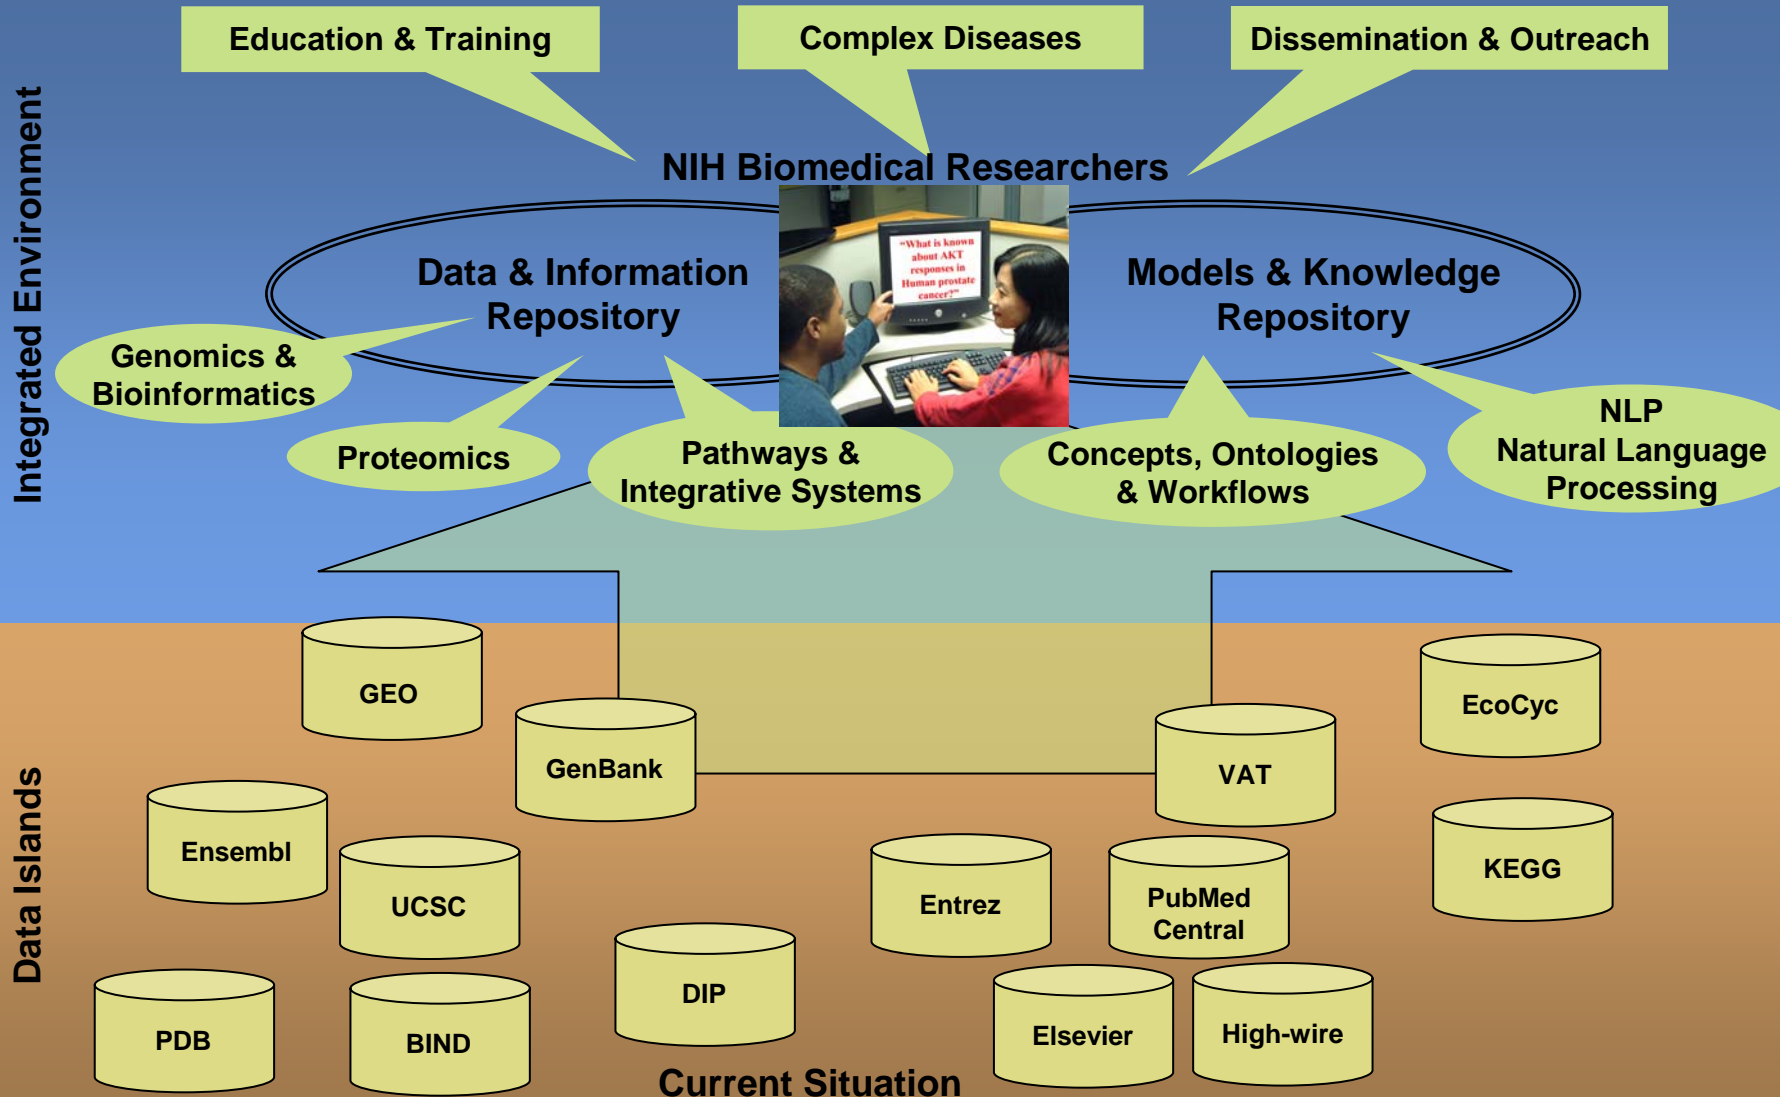 Education & Training
Complex Diseases
Dissemination & Outreach
Integrated Environment
NIH Biomedical Researchers
Data & Information
Repository
“What is known
about AKT
responses in
Human prostate
cancer?”
Models & Knowledge
Repository
Genomics &
Bioinformatics
Proteomics
Pathways &
Integrative Systems
Concepts, Ontologies
& Workflows
NLP
Natural Language
Processing
Data Islands
GEO
GenBank
VAT
EcoCyc
Ensembl
UCSC
Entrez
PubMed
Central
KEGG
PDB
BIND
DIP
Elsevier
High-wire
Current Situation